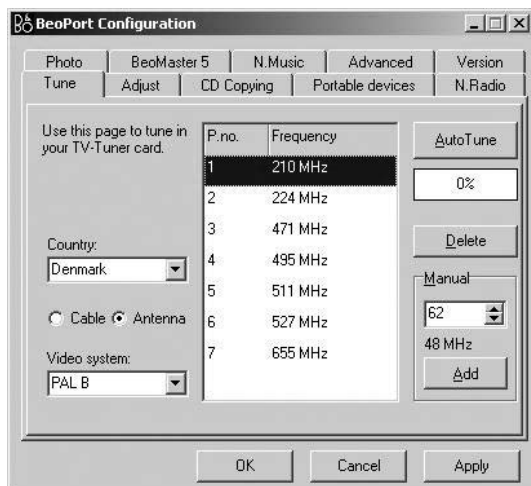 BeoPort Configuration
Photo BeoMaster 5 N.Music Advanced Version
Tune Adjust CD Copying Portable devices N.Radio
Use this page to tune in
your TV-Tuner card.
Country:
Denmark
Cable Antenna
Video system:
PAL B
P.no. Frequency
1 210 MHz
2 224 MHz
3 471 MHz
4 495 MHz
5 511 MHz
6 527 MHz
7 655 MHz
AutoTune
0%
Delete
Manual
62
48 MHz
Add
OK Cancel Apply